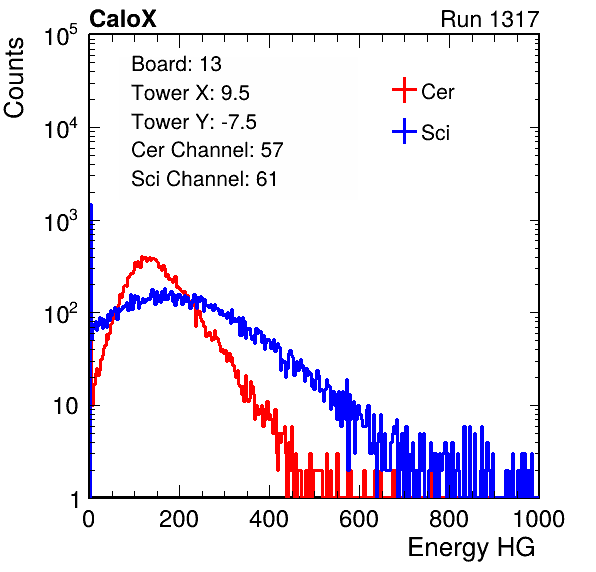 CaloX Run 1317
Counts
10^5
10^4
10^3
10^2
10
1
Board: 13
Tower X: 9.5
Tower Y: -7.5
Cer Channel: 57
Sci Channel: 61
Cer
Sci
0 200 400 600 800 1000
Energy HG